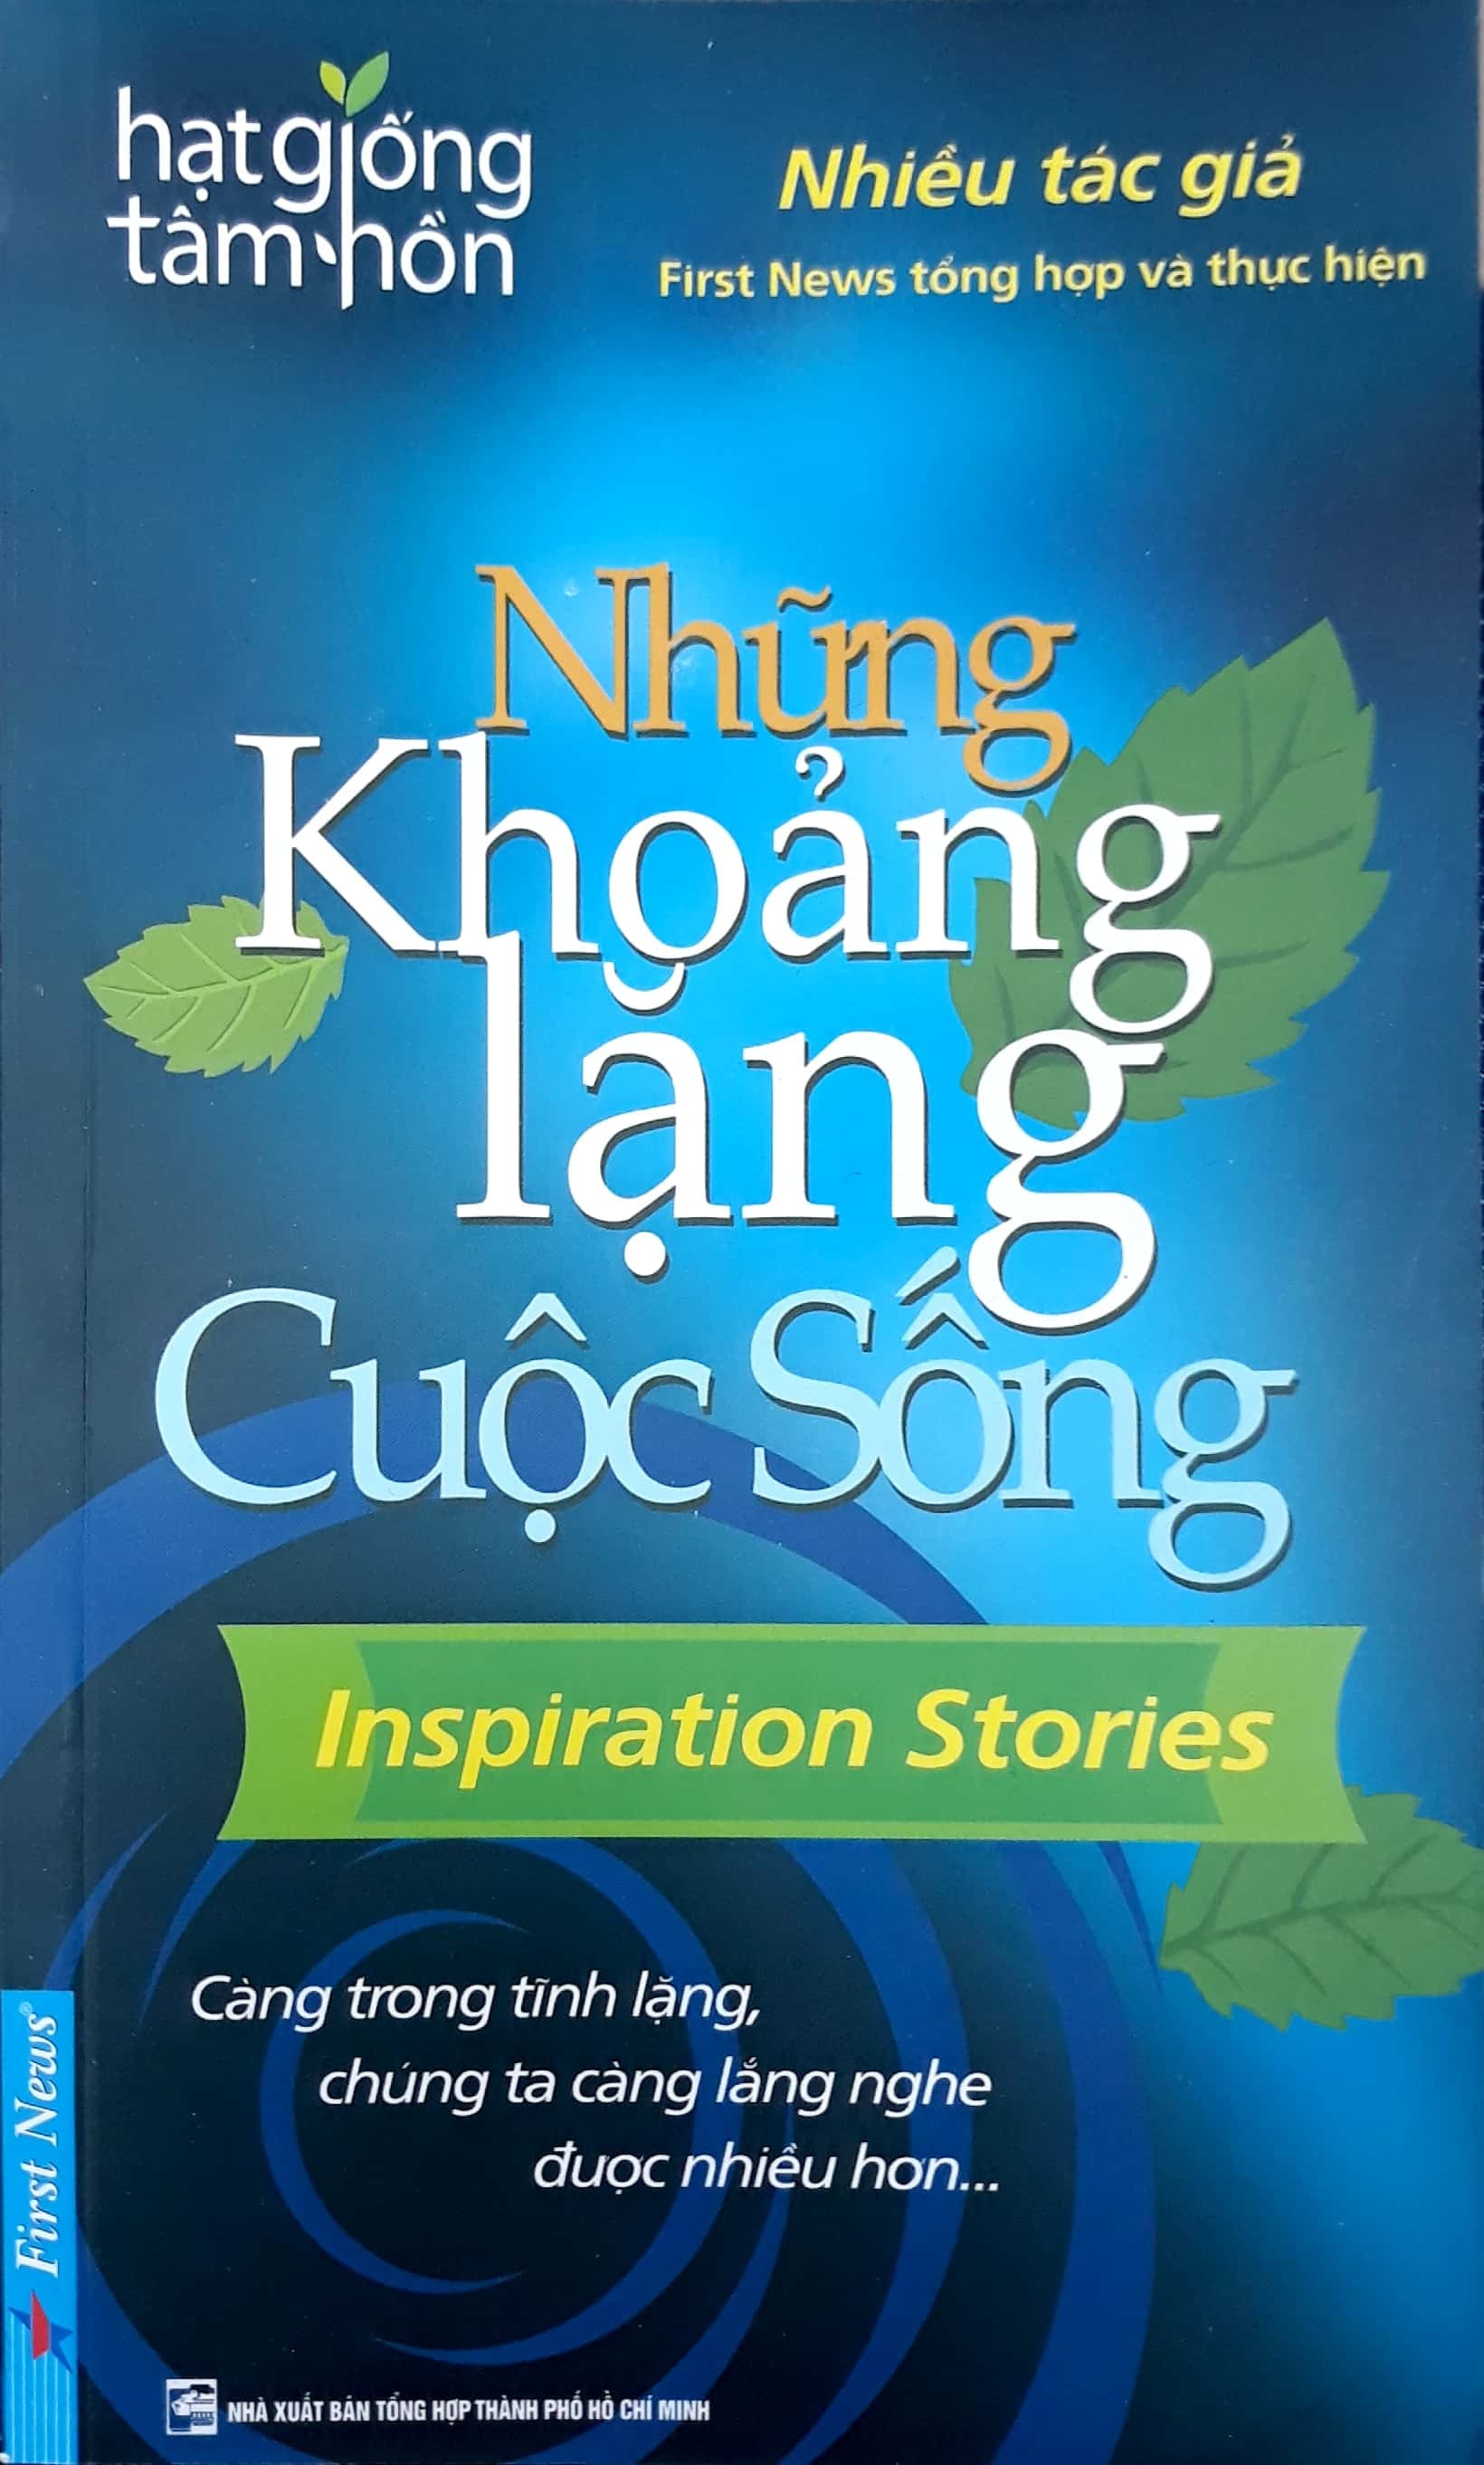 hạt giống
tâm hồn
Nhiều tác giả
First News tổng hợp và thực hiện
Những
Khoảng
lặng
Cuộc Sống
Inspiration Stories
Càng trong tĩnh lặng,
chúng ta càng lắng nghe
được nhiều hơn...
First News®
NHÀ XUẤT BẢN TỔNG HỢP THÀNH PHỐ HỒ CHÍ MINH